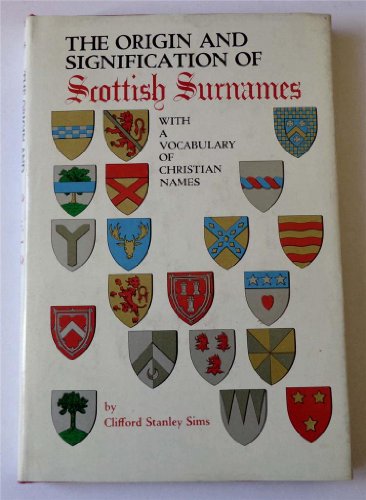 THE ORIGIN AND
SIGNIFICATION OF
Scottish Surnames
WITH
A
VOCABULARY
OF
CHRISTIAN
NAMES
by
Clifford Stanley Sims